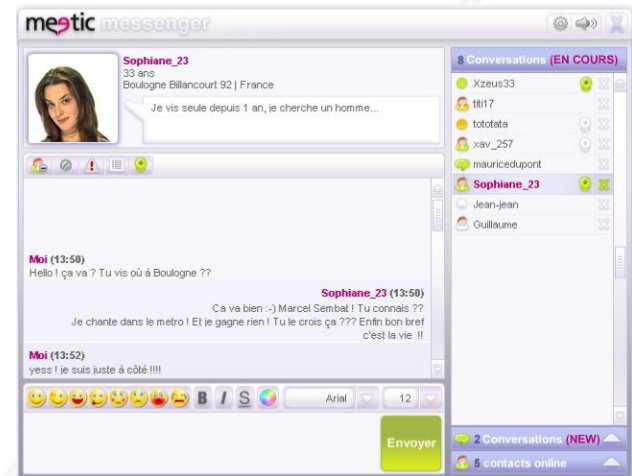 meetic messenger
Sophiane_23
33 ans
Boulogne Billancourt 92 | France
Je vis seule depuis 1 an, je cherche un homme...
Moi (13:50)
Hello ! ça va ? Tu vis où à Boulogne ??
Sophiane_23 (13:50)
Ca va bien :-) Marcel Sembat ! Tu connais ??
Je chante dans le metro ! Et je gagne rien ! Tu le crois ça ??? Enfin bon bref
c'est la vie !!
Moi (13:52)
yess ! je suis juste à côté !!!!
B I S Arial 12
Envoyer
8 Conversations (EN COURS)
Xzeus33
titi17
tototata
xav_257
mauricedupont
Sophiane_23
Jean-jean
Guillaume
2 Conversations (NEW)
5 contacts online